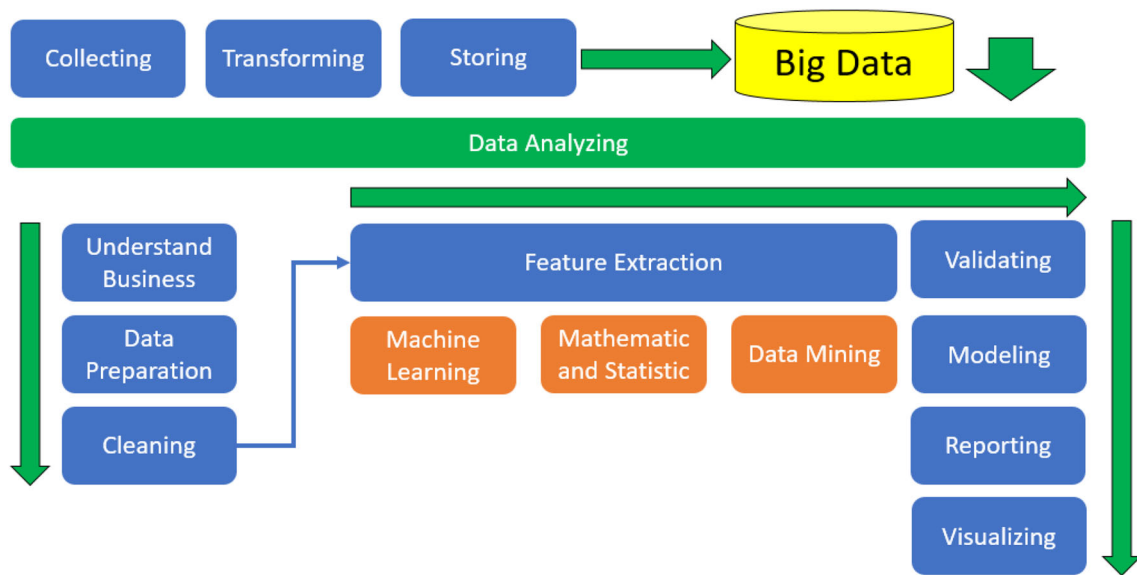 Collecting
Transforming
Storing
Big Data
Data Analyzing
Understand
Business
Data
Preparation
Cleaning
Feature Extraction
Machine
Learning
Mathematic
and Statistic
Data Mining
Validating
Modeling
Reporting
Visualizing